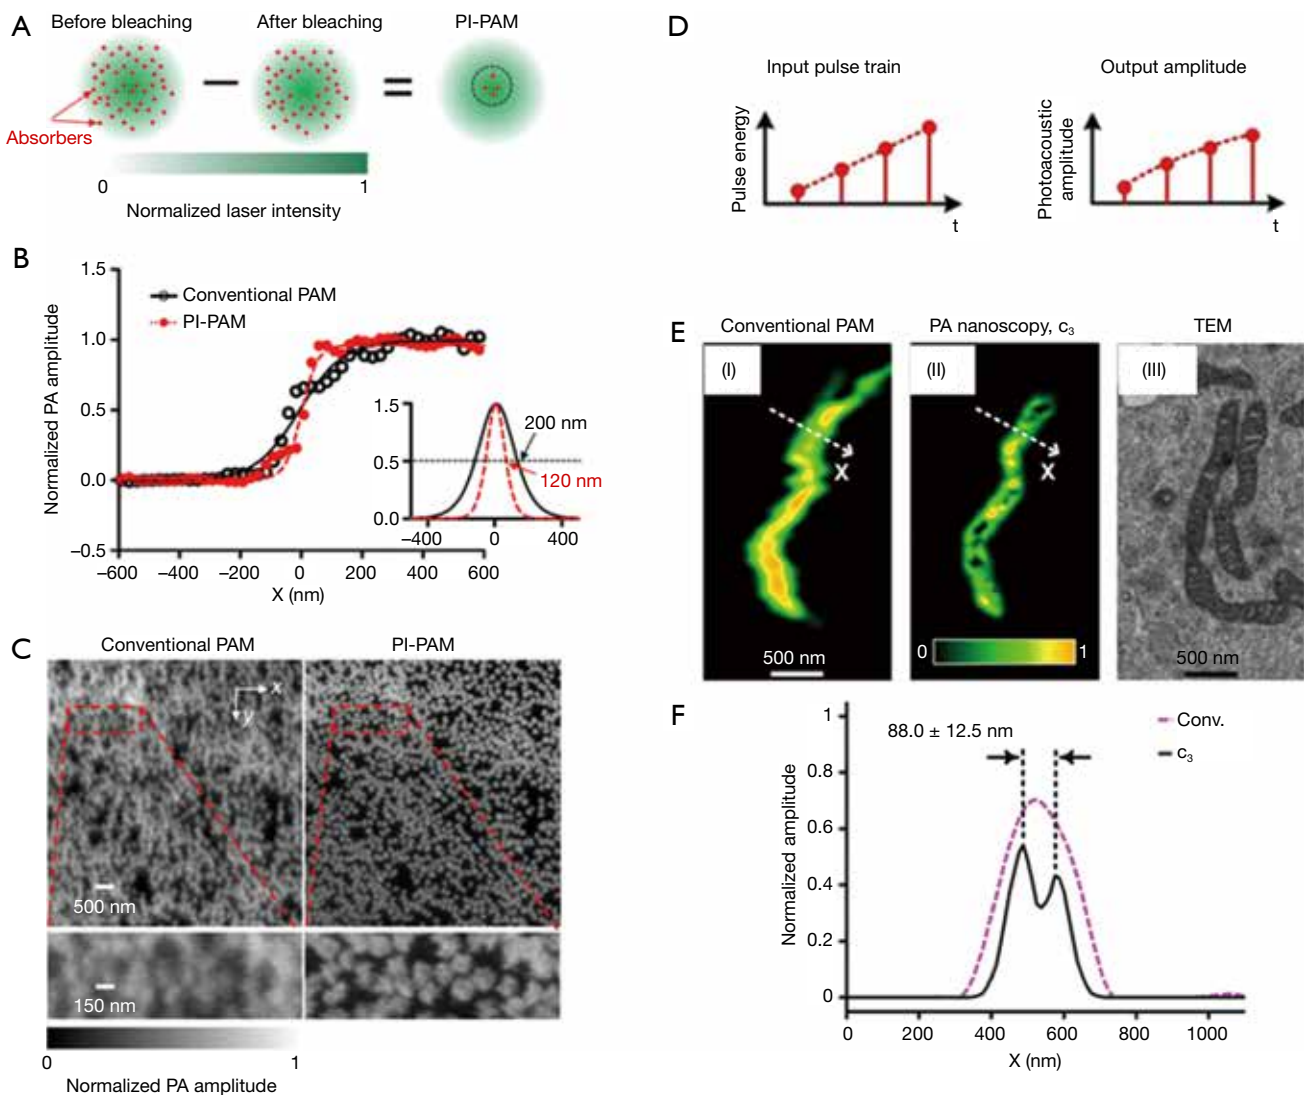 A
Before bleaching
After bleaching
PI-PAM
Absorbers
0
1
Normalized laser intensity
B
Normalized PA amplitude
1.5
1.0
0.5
0.0
–0.5
Conventional PAM
PI-PAM
1.5
0.5
0.0
200 nm
120 nm
–400
0
400
–600
–400
–200
0
200
400
600
X (nm)
C
Conventional PAM
PI-PAM
x
y
500 nm
150 nm
0
1
Normalized PA amplitude
D
Input pulse train
Output amplitude
Pulse energy
t
Photoacoustic
amplitude
t
E
Conventional PAM
PA nanoscopy, c₃
TEM
(I)
(II)
(III)
X
X
500 nm
0
1
500 nm
F
Normalized amplitude
1
0.8
0.6
0.4
0.2
0
88.0 ± 12.5 nm
Conv.
c₃
0
200
400
600
800
1000
X (nm)